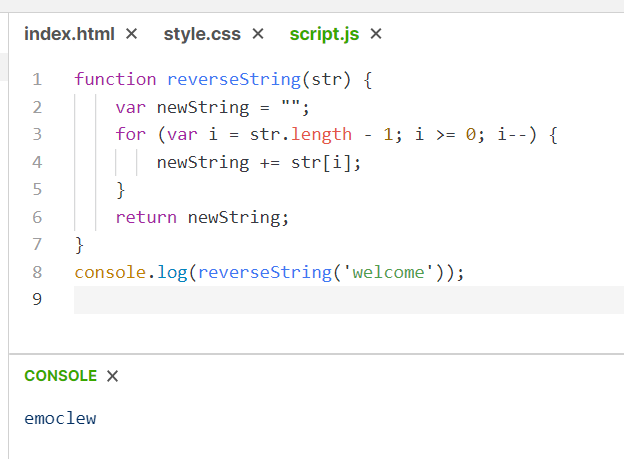 index.html × style.css × script.js ×
1 function reverseString(str) {
2     var newString = "";
3     for (var i = str.length - 1; i >= 0; i--) {
4         newString += str[i];
5     }
6     return newString;
7 }
8 console.log(reverseString('welcome'));
9
CONSOLE ×
emoclew